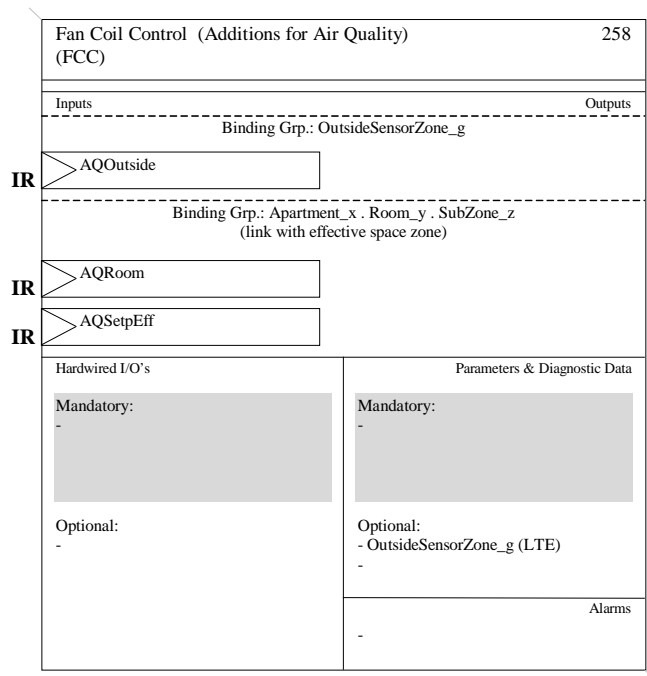 Fan Coil Control (Additions for Air Quality) 258
(FCC)
Inputs Outputs
Binding Grp.: OutsideSensorZone_g
IR AQOutside
Binding Grp.: Apartment_x . Room_y . SubZone_z
(link with effective space zone)
IR AQRoom
IR AQSetpEff
Hardwired I/O's
Mandatory:
-
Optional:
-
Parameters & Diagnostic Data
Mandatory:
-
Optional:
- OutsideSensorZone_g (LTE)
-
Alarms
-